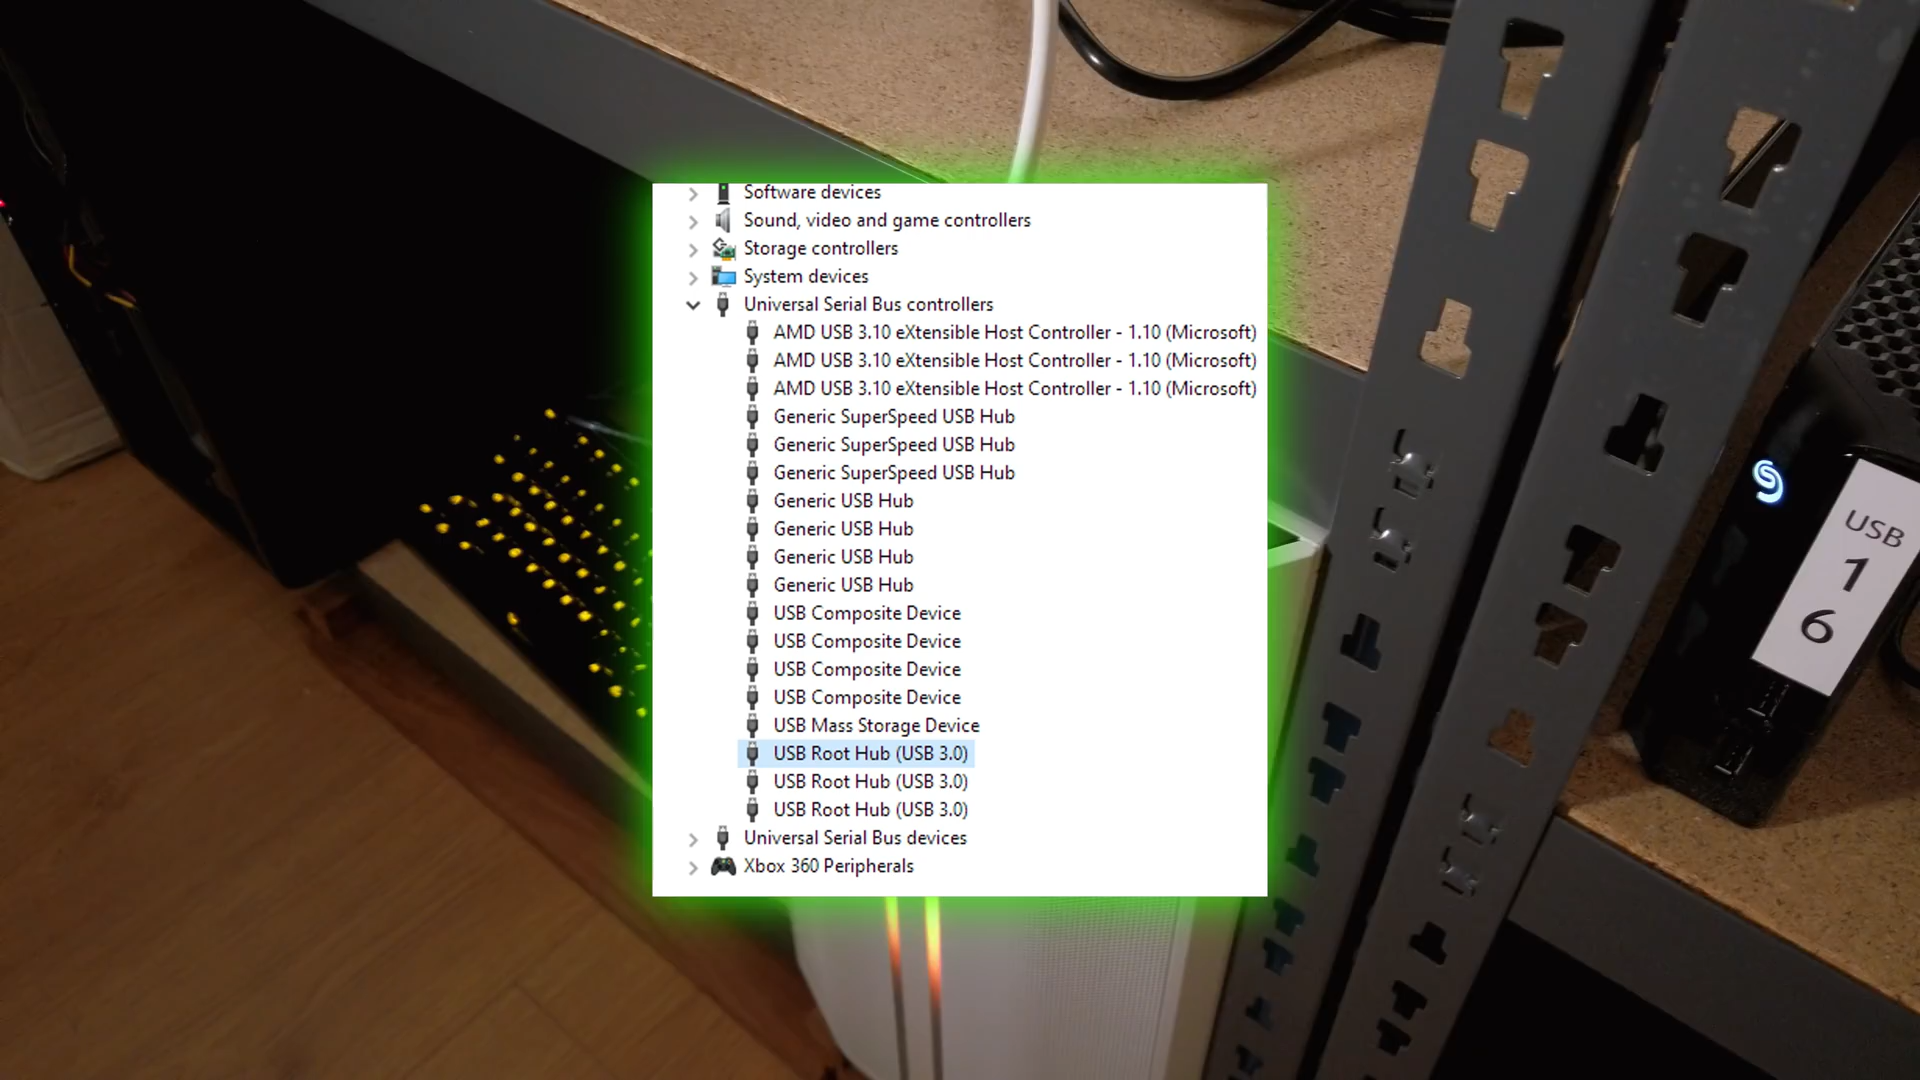 Software devices
Sound, video and game controllers
Storage controllers
System devices
Universal Serial Bus controllers
AMD USB 3.10 eXtensible Host Controller - 1.10 (Microsoft)
AMD USB 3.10 eXtensible Host Controller - 1.10 (Microsoft)
AMD USB 3.10 eXtensible Host Controller - 1.10 (Microsoft)
Generic SuperSpeed USB Hub
Generic SuperSpeed USB Hub
Generic SuperSpeed USB Hub
Generic USB Hub
Generic USB Hub
Generic USB Hub
Generic USB Hub
USB Composite Device
USB Composite Device
USB Composite Device
USB Composite Device
USB Mass Storage Device
USB Root Hub (USB 3.0)
USB Root Hub (USB 3.0)
USB Root Hub (USB 3.0)
Universal Serial Bus devices
Xbox 360 Peripherals
USB
1
6